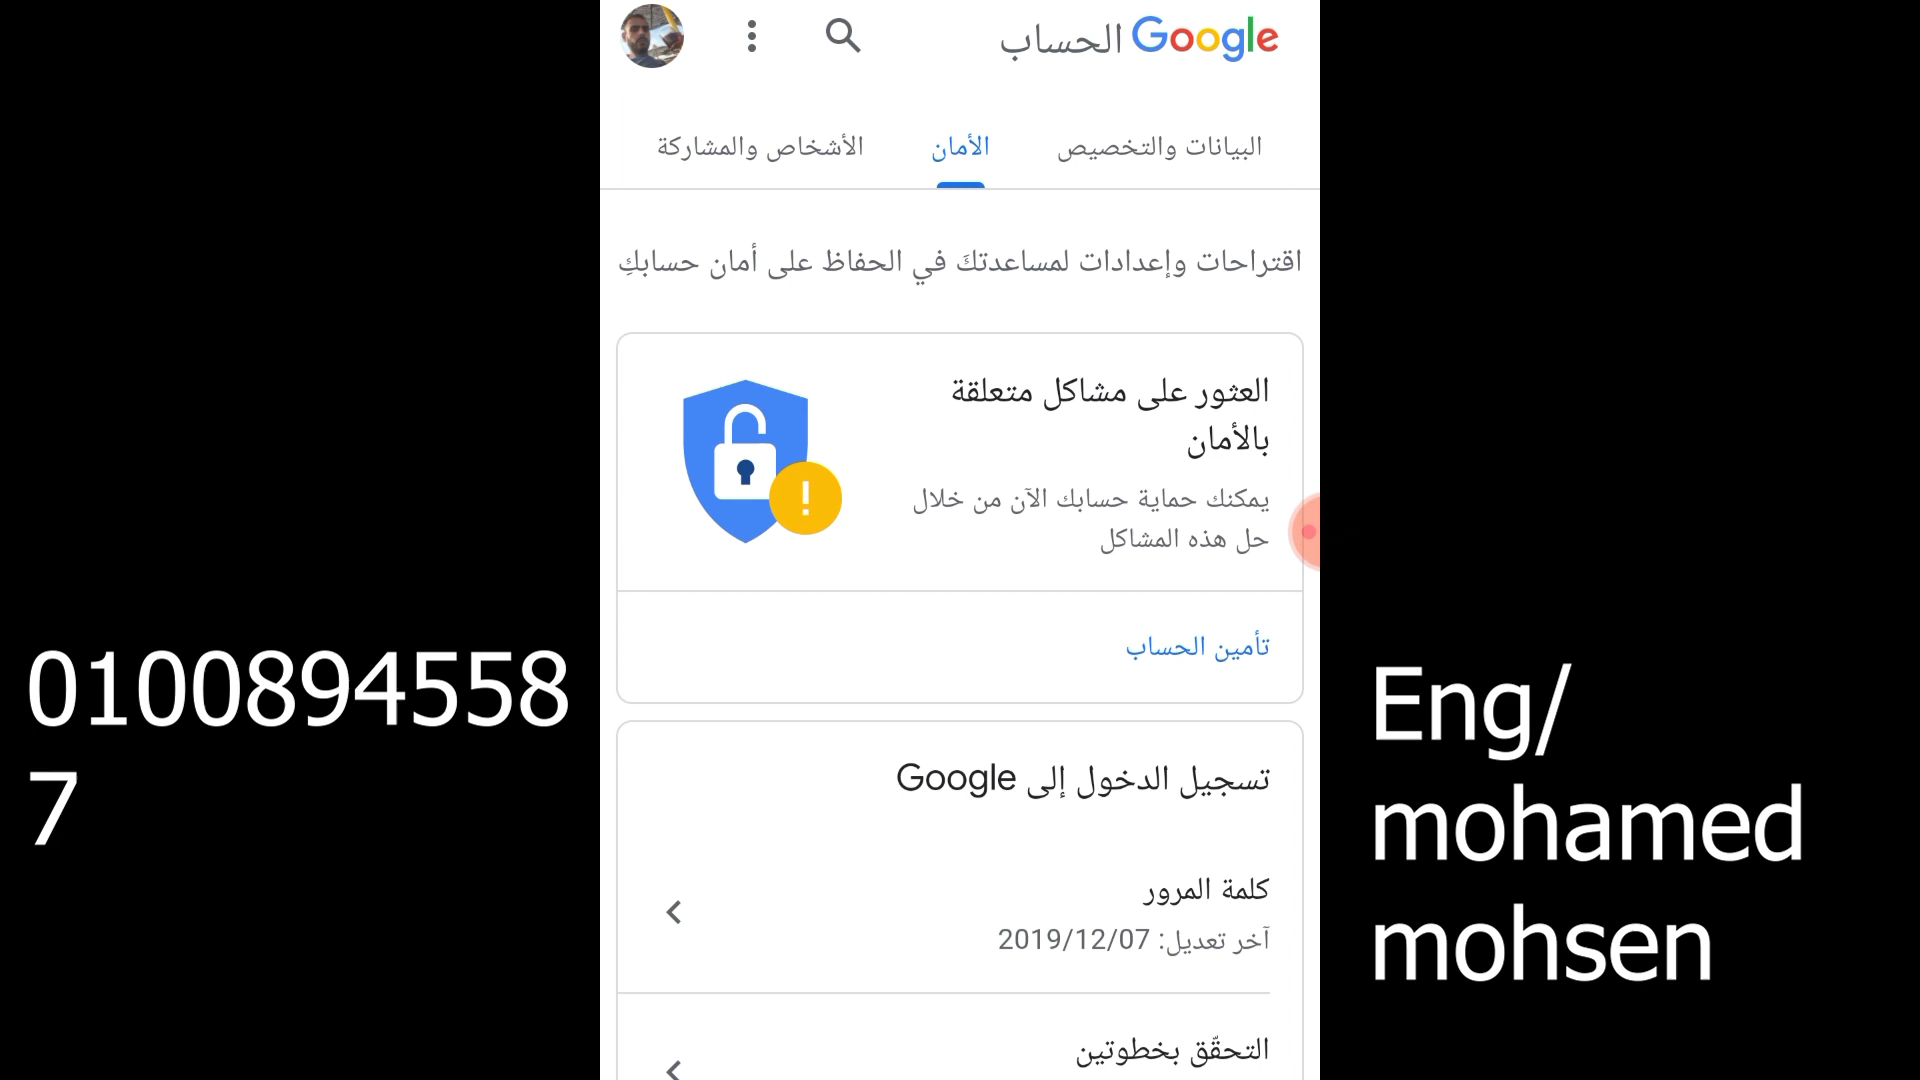 الحساب Google
البيانات والتخصيص
الأمان
الأشخاص والمشاركة
اقتراحات وإعدادات لمساعدتكَ في الحفاظ على أمان حسابكِ
العثور على مشاكل متعلقة
بالأمان
يمكنك حماية حسابك الآن من خلال
حل هذه المشاكل
تأمين الحساب
تسجيل الدخول إلى Google
كلمة المرور
آخر تعديل: 2019/12/07
التحقّق بخطوتين
0100894558
7
Eng/
mohamed
mohsen